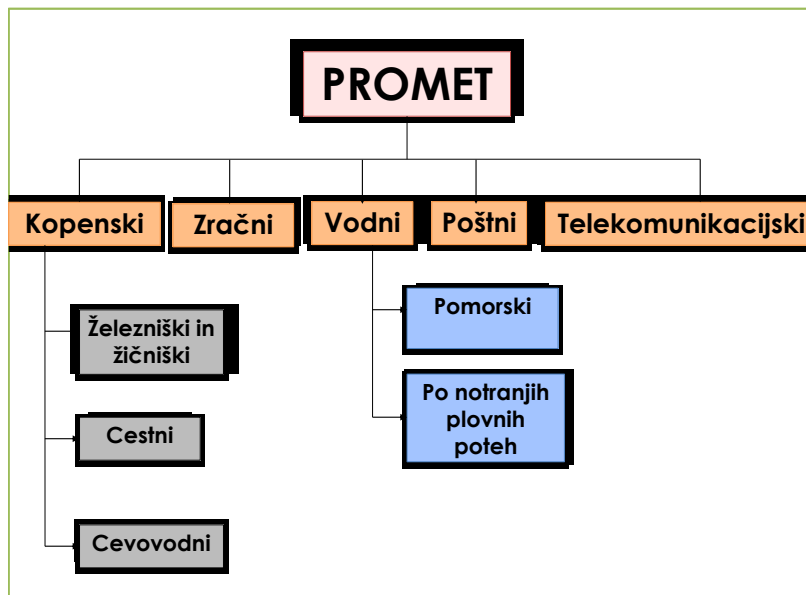 PROMET
Kopenski
Zračni
Vodni
Poštni
Telekomunikacijski
Železniški in
žičniški
Cestni
Cevovodni
Pomorski
Po notranjih
plovnih
poteh